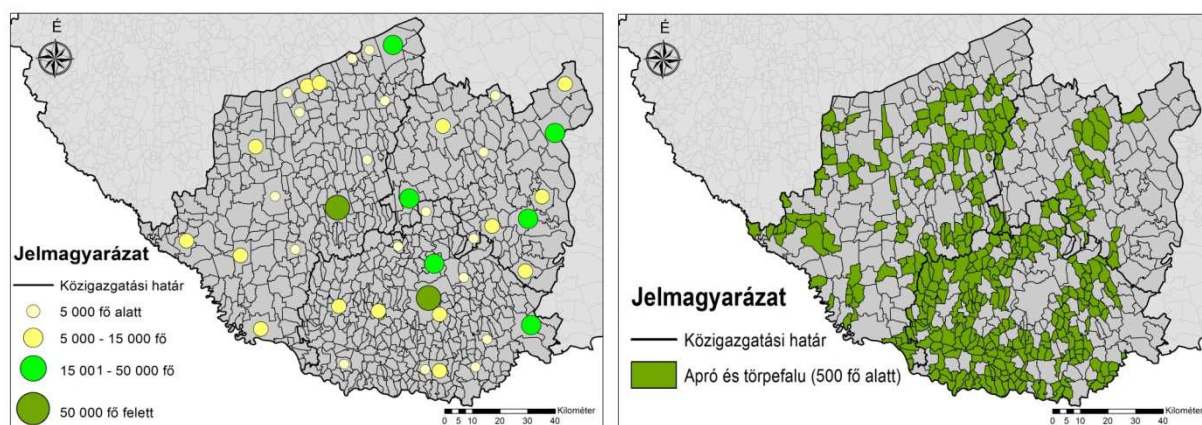 É
Jelmagyarázat
Közigazgatási határ
5 000 fő alatt
5 000 - 15 000 fő
15 001 - 50 000 fő
50 000 fő felett
Kilométer
0 5 10 20 30 40
É
Jelmagyarázat
Közigazgatási határ
Apró és törpefalu (500 fő alatt)
Kilométer
0 5 10 20 30 40